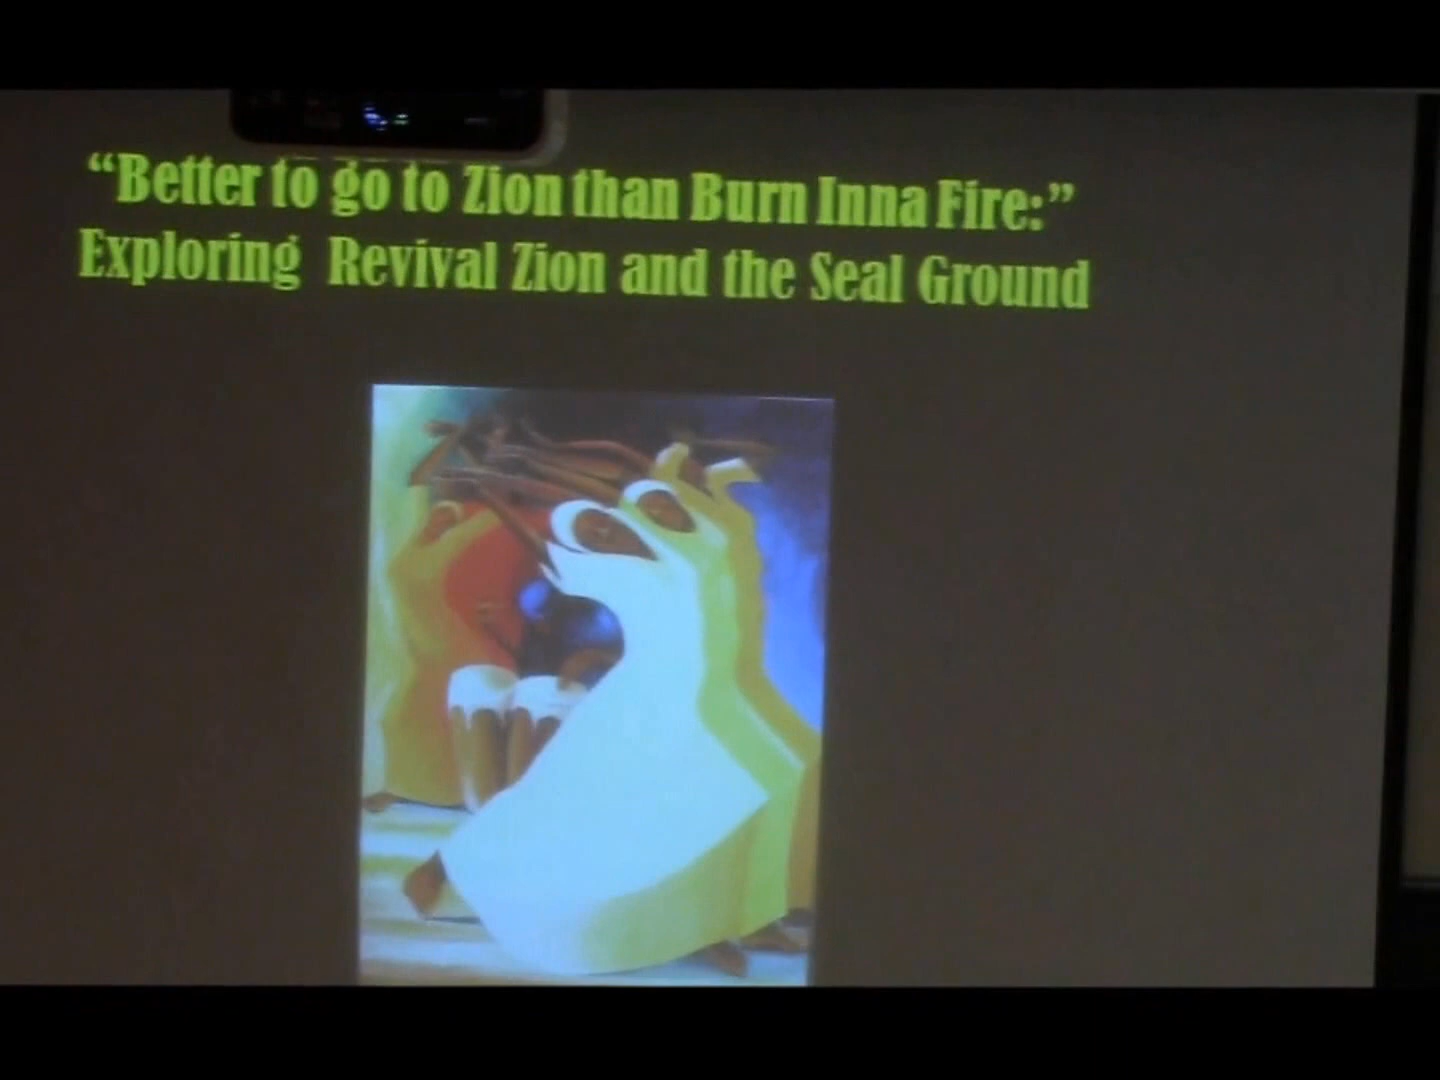 “Better to go to Zion than Burn Inna Fire:”
Exploring Revival Zion and the Seal Ground